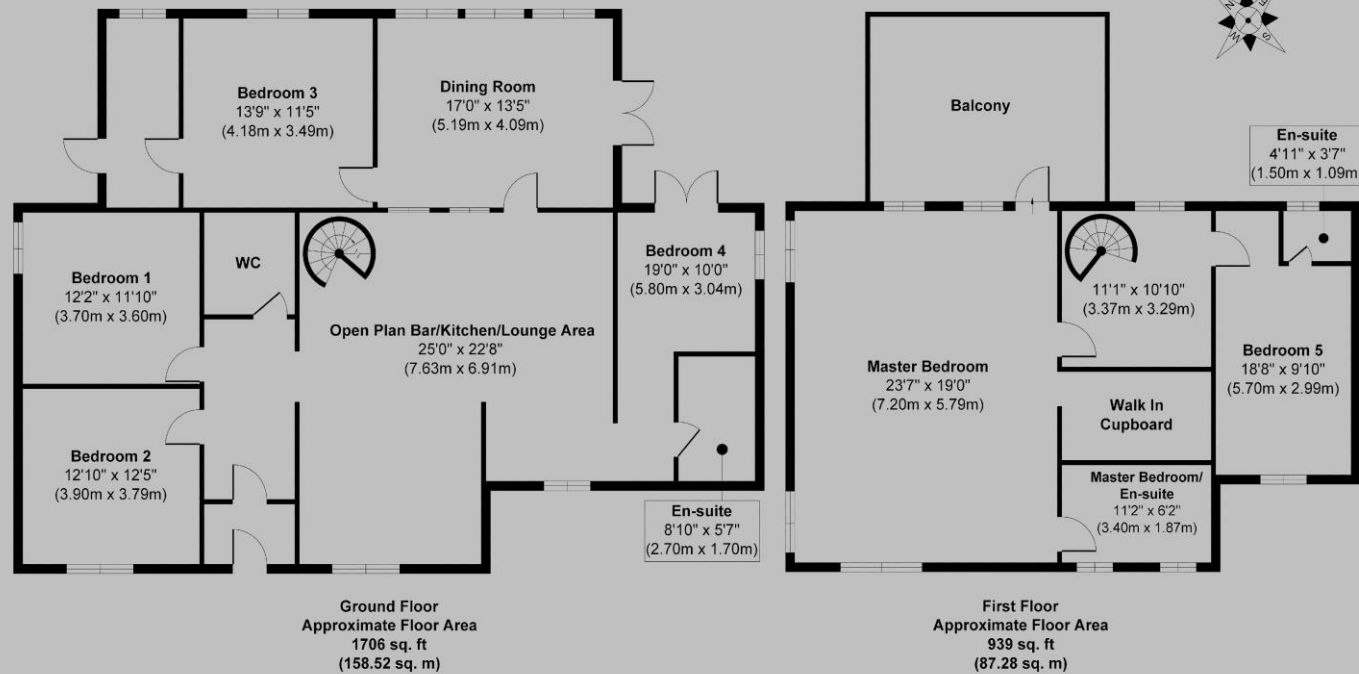 Bedroom 3
13'9" x 11'5"
(4.18m x 3.49m)
Dining Room
17'0" x 13'5"
(5.19m x 4.09m)
Bedroom 1
12'2" x 11'10"
(3.70m x 3.60m)
WC
Bedroom 4
19'0" x 10'0"
(5.80m x 3.04m)
Open Plan Bar/Kitchen/Lounge Area
25'0" x 22'8"
(7.63m x 6.91m)
Bedroom 2
12'10" x 12'5"
(3.90m x 3.79m)
En-suite
8'10" x 5'7"
(2.70m x 1.70m)
Ground Floor
Approximate Floor Area
1706 sq. ft
(158.52 sq. m)
N
E
W
S
Balcony
En-suite
4'11" x 3'7"
(1.50m x 1.09m
11'1" x 10'10"
(3.37m x 3.29m)
Master Bedroom
23'7" x 19'0"
(7.20m x 5.79m)
Bedroom 5
18'8" x 9'10"
(5.70m x 2.99m)
Walk In
Cupboard
Master Bedroom/
En-suite
11'2" x 6'2"
(3.40m x 1.87m)
First Floor
Approximate Floor Area
939 sq. ft
(87.28 sq. m)